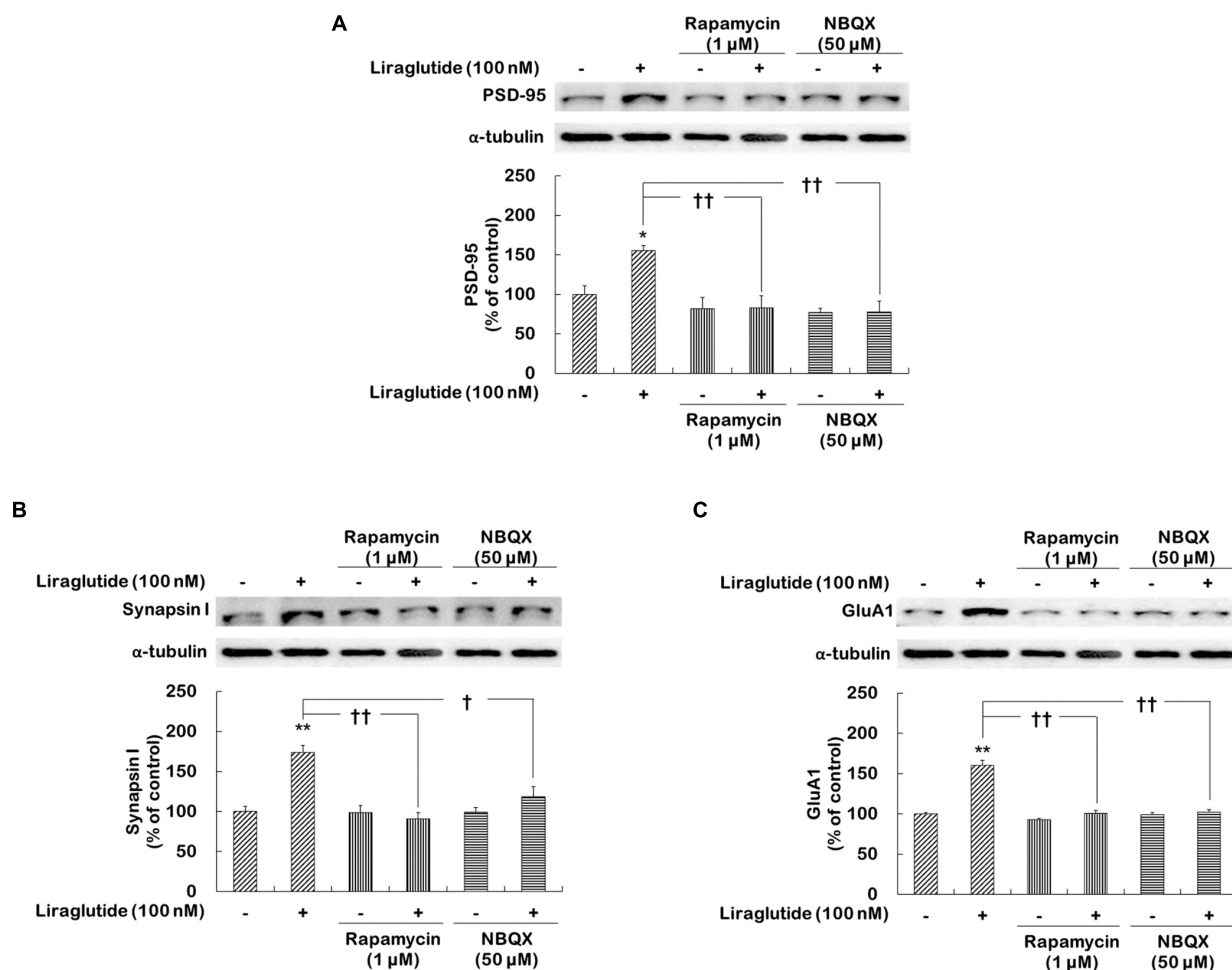 A
Rapamycin NBQX
(1 µM) (50 µM)
Liraglutide (100 nM) - + - + - +
PSD-95
α-tubulin
250
200
150
100
50
0
PSD-95
(% of control)
*
††
††
Liraglutide (100 nM) - + - + - +
Rapamycin NBQX
(1 µM) (50 µM)
B
Rapamycin NBQX
(1 µM) (50 µM)
Liraglutide (100 nM) - + - + - +
Synapsin I
α-tubulin
250
200
150
100
50
0
Synapsin I
(% of control)
**
††
†
Liraglutide (100 nM) - + - + - +
Rapamycin NBQX
(1 µM) (50 µM)
C
Rapamycin NBQX
(1 µM) (50 µM)
Liraglutide (100 nM) - + - + - +
GluA1
α-tubulin
250
200
150
100
50
0
GluA1
(% of control)
**
††
††
Liraglutide (100 nM) - + - + - +
Rapamycin NBQX
(1 µM) (50 µM)